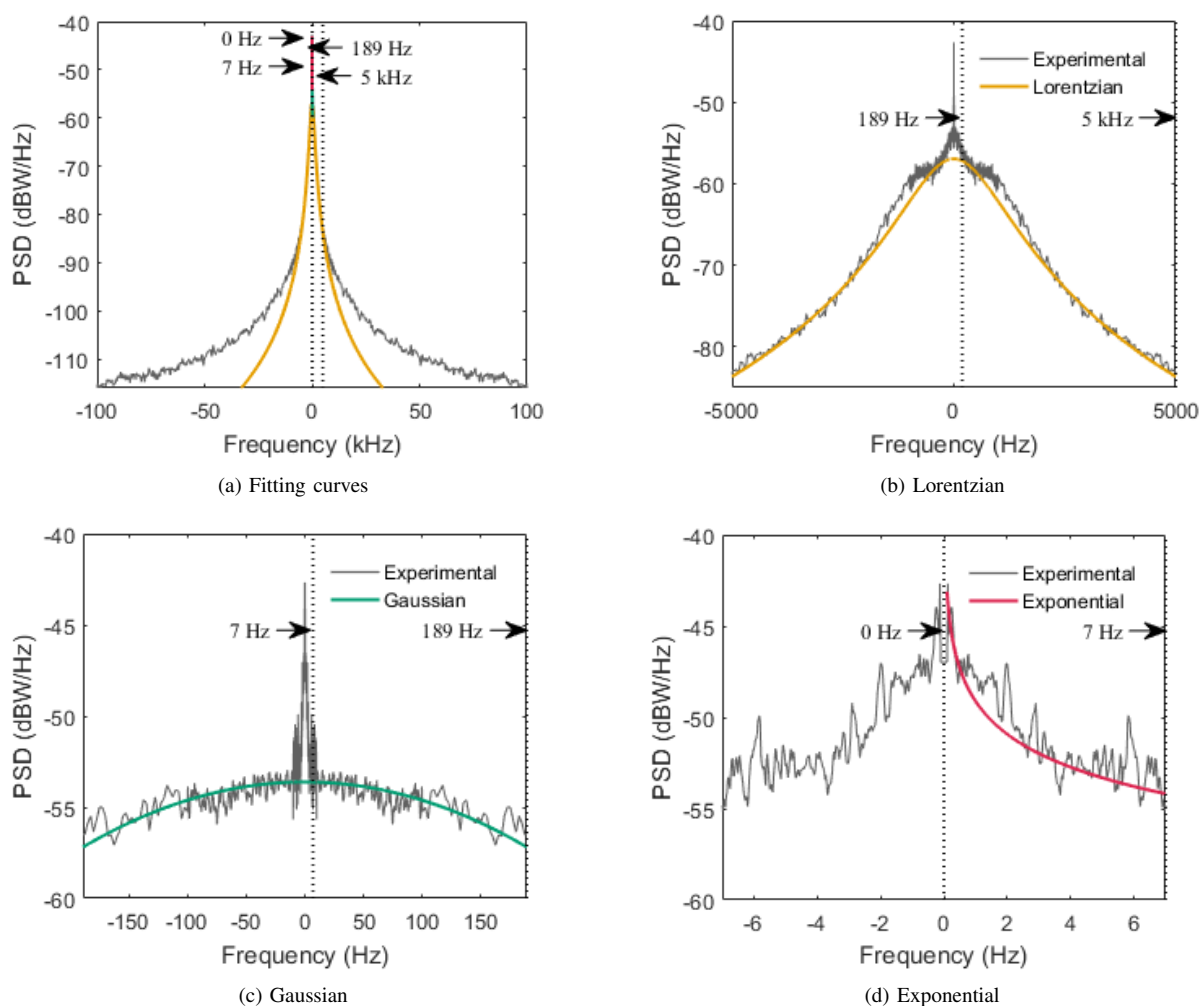 -40
-50
-60
-70
-80
-90
-100
-110
-100
-50
0
50
100
PSD (dBW/Hz)
Frequency (kHz)
0 Hz
189 Hz
7 Hz
5 kHz
(a) Fitting curves
-40
-50
-60
-70
-80
-5000
0
5000
PSD (dBW/Hz)
Frequency (Hz)
Experimental
Lorentzian
189 Hz
5 kHz
(b) Lorentzian
-40
-45
-50
-55
-60
-150
-100
-50
0
50
100
150
PSD (dBW/Hz)
Frequency (Hz)
Experimental
Gaussian
7 Hz
189 Hz
(c) Gaussian
-40
-45
-50
-55
-60
-6
-4
-2
0
2
4
6
PSD (dBW/Hz)
Frequency (Hz)
Experimental
Exponential
0 Hz
7 Hz
(d) Exponential